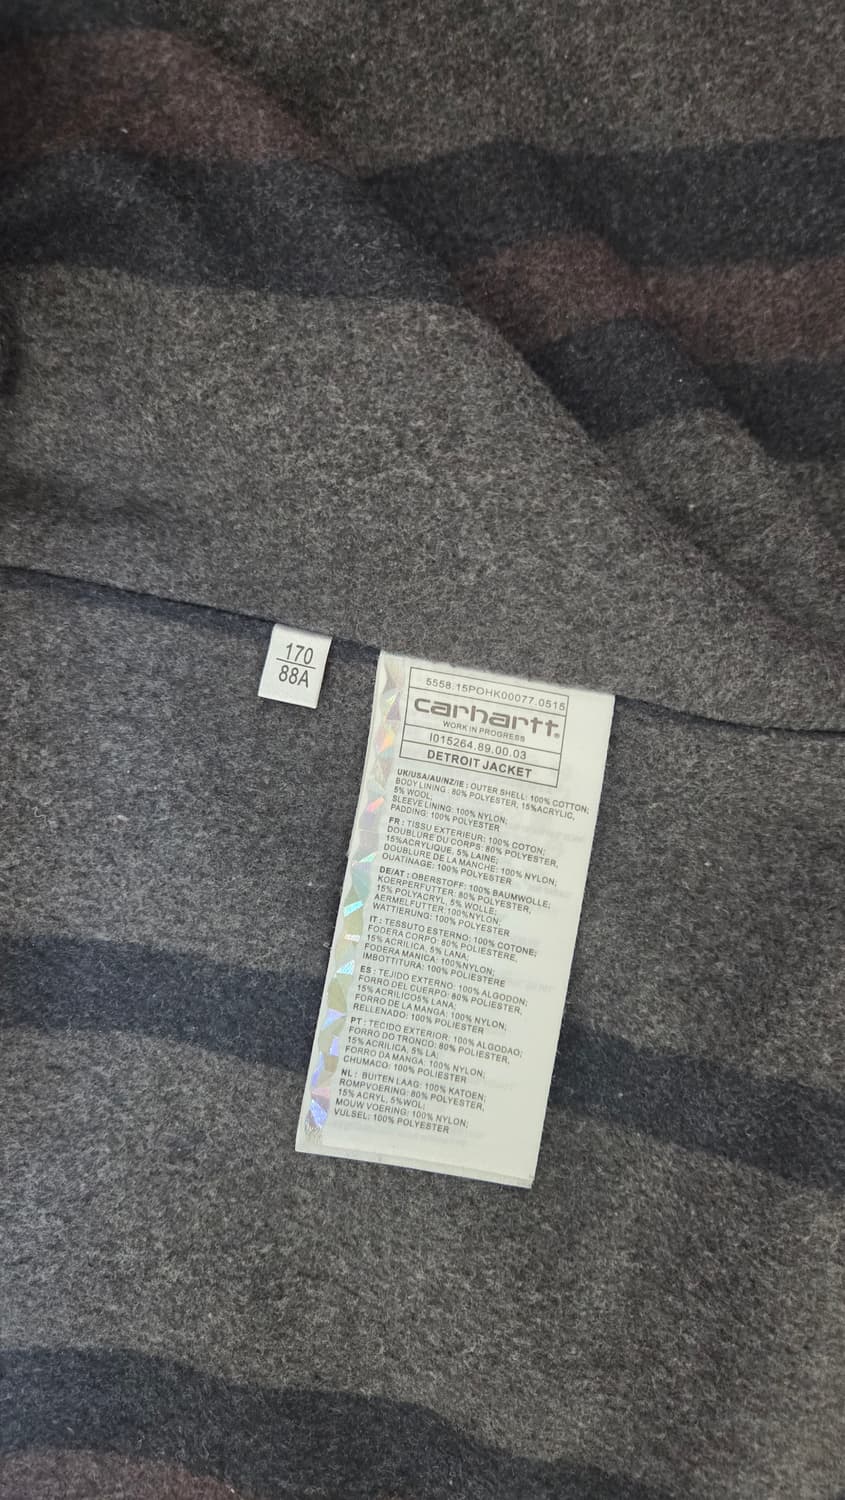 170
88A
5558.15POHK00077.0515
carhartt.
WORK IN PROGRESS
I015264.89.00.03
DETROIT JACKET
UK/USA/AU/NZ/IE : OUTER SHELL: 100% COTTON;
BODY LINING : 80% POLYESTER, 15%ACRYLIC,
5% WOOL;
SLEEVE LINING: 100% NYLON;
PADDING: 100% POLYESTER
FR : TISSU EXTERIEUR: 100% COTON;
DOUBLURE DU CORPS: 80% POLYESTER,
15%ACRYLIQUE, 5% LAINE;
DOUBLURE DE LA MANCHE: 100% NYLON;
OUATINAGE: 100% POLYESTER
DE/AT : OBERSTOFF: 100% BAUMWOLLE;
KOERPERFUTTER: 80% POLYESTER,
15% POLYACRYL, 5% WOLLE;
AERMELFUTTER:100%NYLON;
WATTIERUNG: 100% POLYESTER
IT : TESSUTO ESTERNO: 100% COTONE;
FODERA CORPO: 80% POLIESTERE,
15% ACRILICA, 5% LANA;
FODERA MANICA: 100%NYLON;
IMBOTTITURA: 100% POLIESTERE
ES : TEJIDO EXTERNO: 100% ALGODON;
FORRO DEL CUERPO: 80% POLIESTER,
15% ACRILICO5% LANA;
FORRO DE LA MANGA: 100% NYLON;
RELLENADO: 100% POLIESTER
PT : TECIDO EXTERIOR: 100% ALGODAO;
FORRO DO TRONCO: 80% POLIESTER,
15% ACRILICA, 5% LA;
FORRO DA MANGA: 100% NYLON;
CHUMACO: 100% POLIESTER
NL : BUITEN LAAG: 100% KATOEN;
ROMPVOERING: 80% POLYESTER,
15% ACRYL, 5%WOL;
MOUW VOERING: 100% NYLON;
VULSEL: 100% POLYESTER